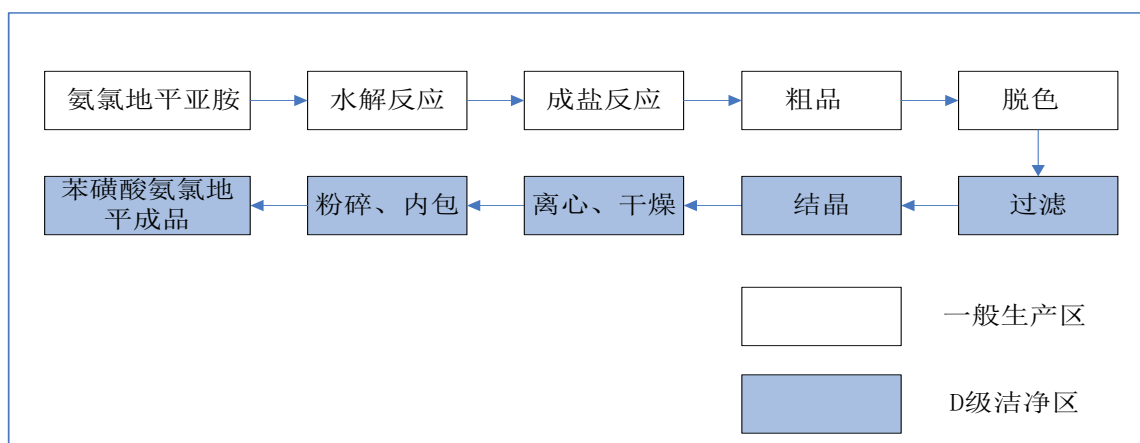 氨氯地平亚胺
水解反应
成盐反应
粗品
脱色
苯磺酸氨氯地
平成品
粉碎、内包
离心、干燥
结晶
过滤
一般生产区
D级洁净区